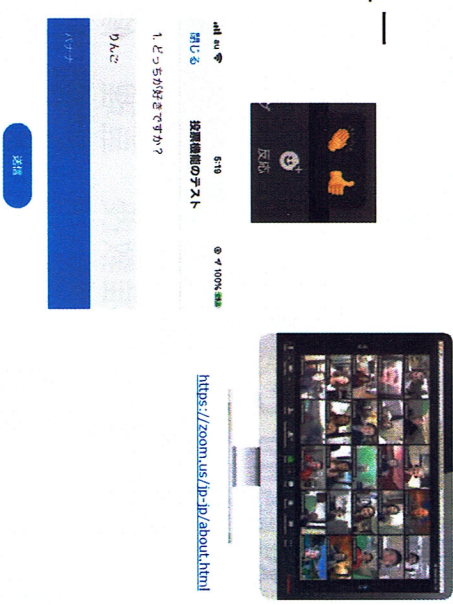 反応
au 5:19 100%
閉じる 投票機能のテスト
1. どっちが好きですか?
りんご
バナナ
送信
https://zoom.us/jp-jp/about.html